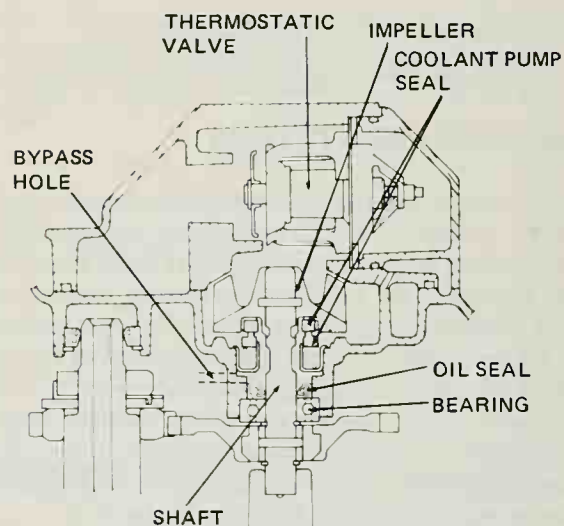 THERMOSTATIC
VALVE
IMPELLER
COOLANT PUMP
SEAL
BYPASS
HOLE
OIL SEAL
BEARING
SHAFT